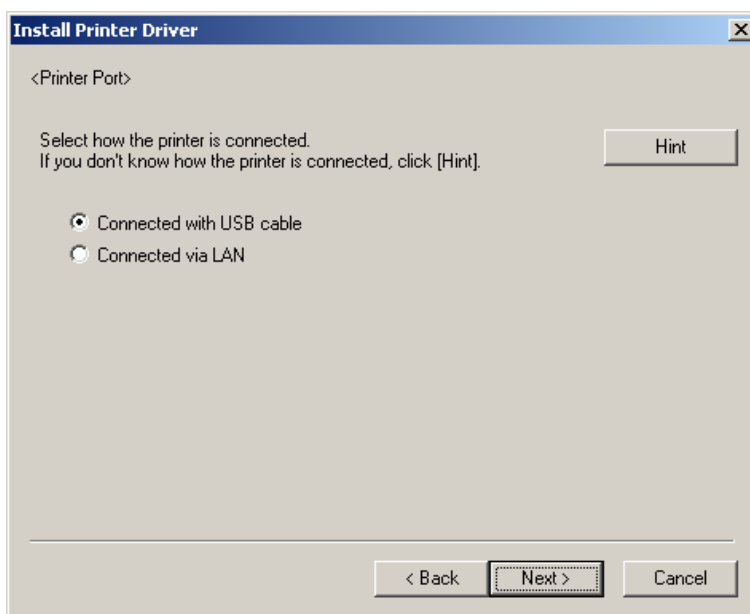 Install Printer Driver
<Printer Port>
Select how the printer is connected.
If you don't know how the printer is connected, click [Hint].
Hint
Connected with USB cable
Connected via LAN
< Back
Next >
Cancel